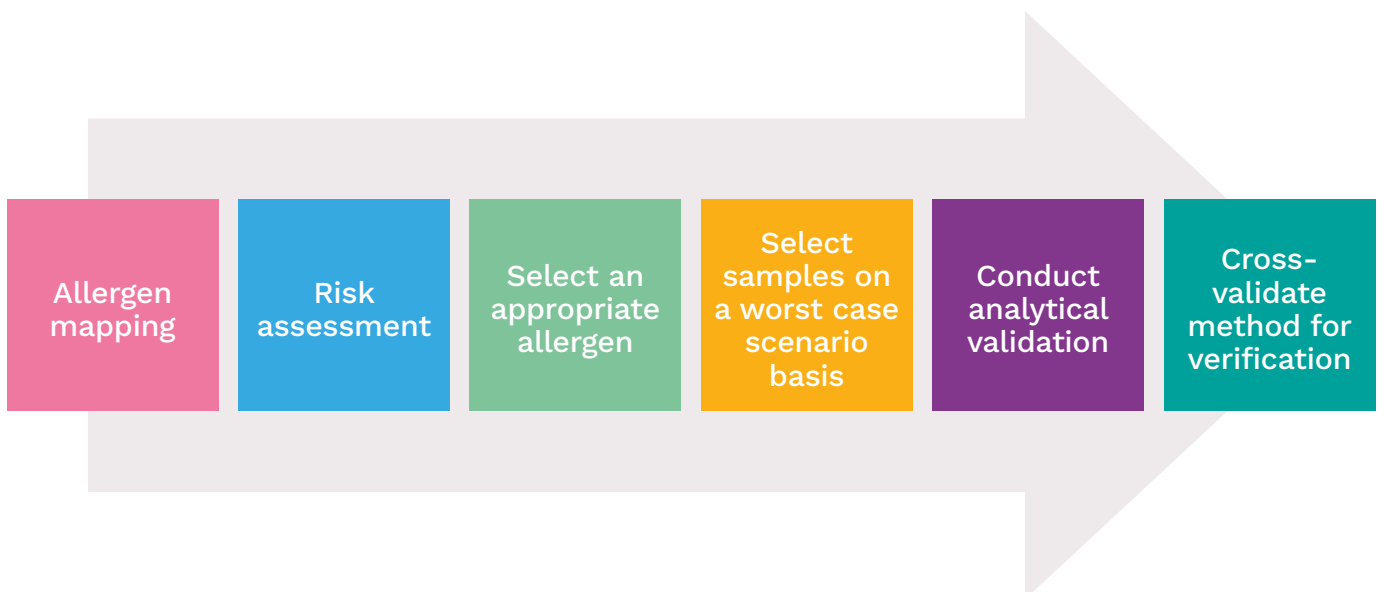 Allergen
mapping
Risk
assessment
Select an
appropriate
allergen
Select
samples on
a worst case
scenario
basis
Conduct
analytical
validation
Cross-
validate
method for
verification